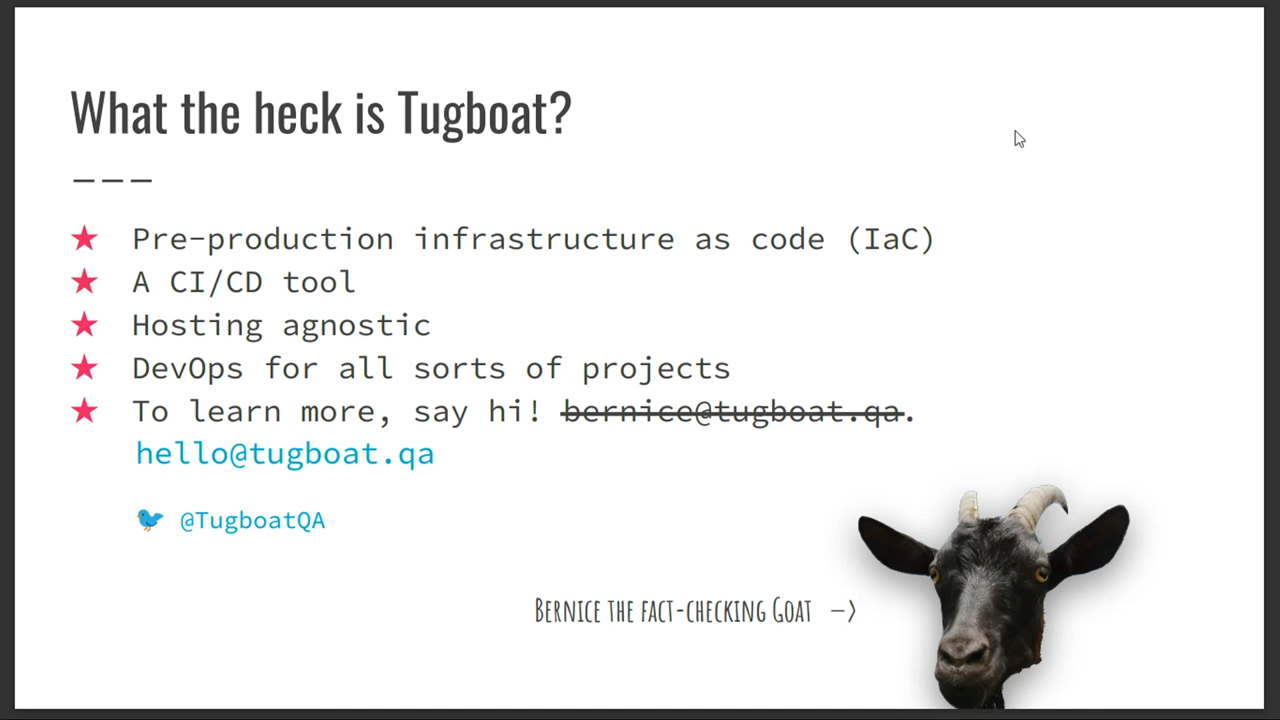 What the heck is Tugboat?
———
★ Pre-production infrastructure as code (IaC)
★ A CI/CD tool
★ Hosting agnostic
★ DevOps for all sorts of projects
★ To learn more, say hi! bernice@tugboat.qa.
hello@tugboat.qa
🐦 @TugboatQA
Bernice the fact-checking Goat —>